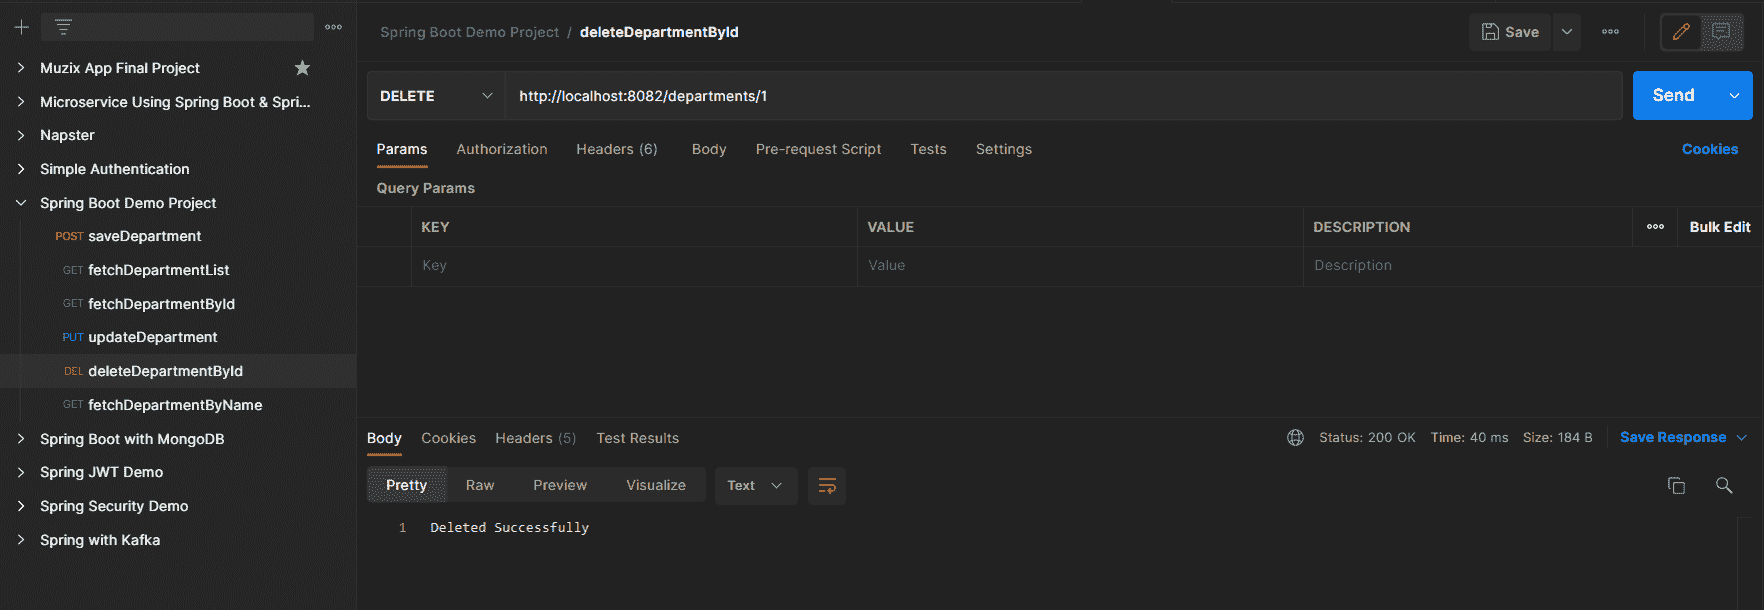 Spring Boot Demo Project / deleteDepartmentById
Save
Muzix App Final Project
Microservice Using Spring Boot & Spri...
Napster
Simple Authentication
Spring Boot Demo Project
POST saveDepartment
GET fetchDepartmentList
GET fetchDepartmentById
PUT updateDepartment
DEL deleteDepartmentById
GET fetchDepartmentByName
Spring Boot with MongoDB
Spring JWT Demo
Spring Security Demo
Spring with Kafka
DELETE http://localhost:8082/departments/1 Send
Params Authorization Headers (6) Body Pre-request Script Tests Settings Cookies
Query Params
KEY VALUE DESCRIPTION Bulk Edit
Key Value Description
Body Cookies Headers (5) Test Results Status: 200 OK Time: 40 ms Size: 184 B Save Response
Pretty Raw Preview Visualize Text
1 Deleted Successfully